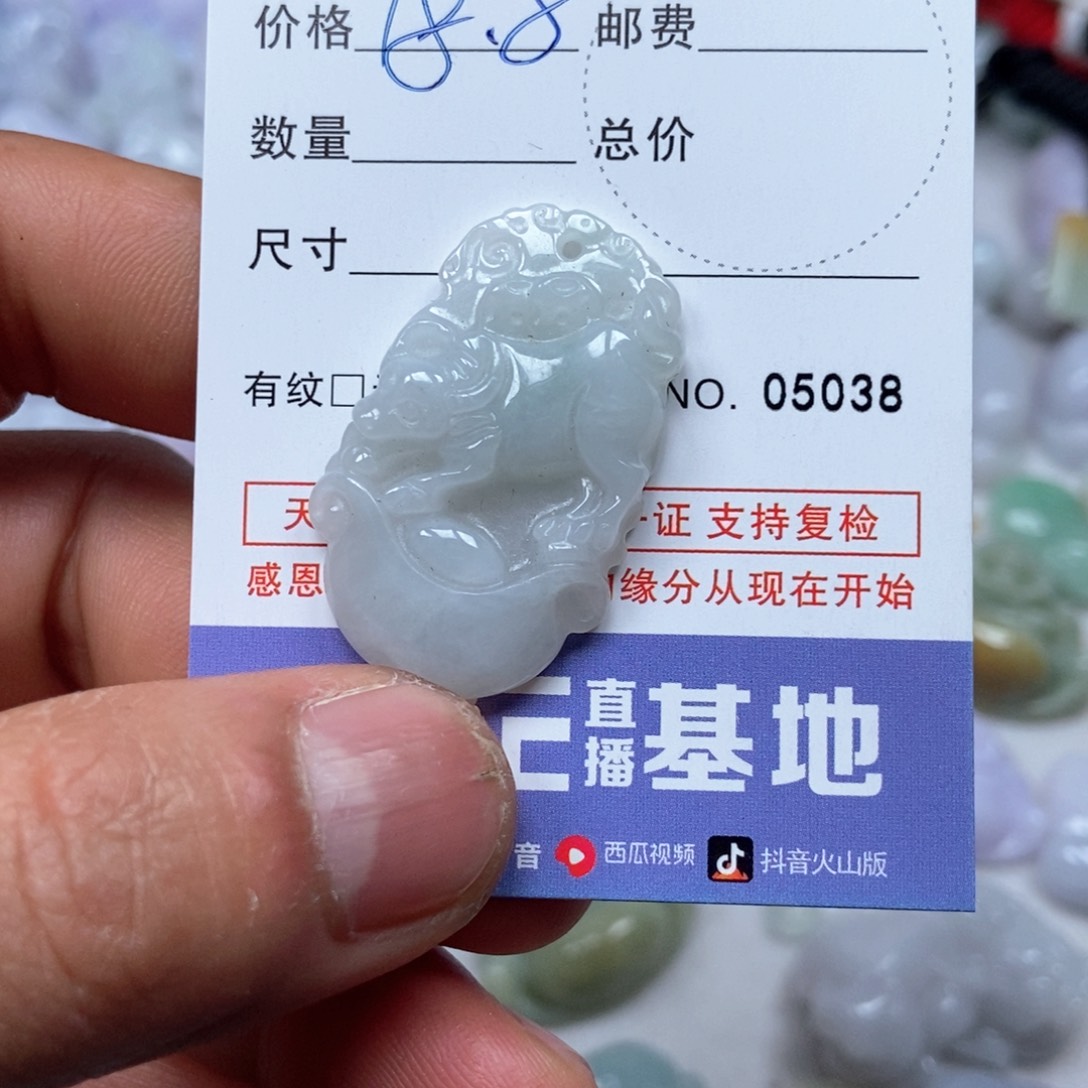 价格 18.8 邮费
数量 总价
尺寸
有纹□ NO. 05038
天 证 支持复检
感恩 缘分从现在开始
直播基地
音 西瓜视频 抖音火山版